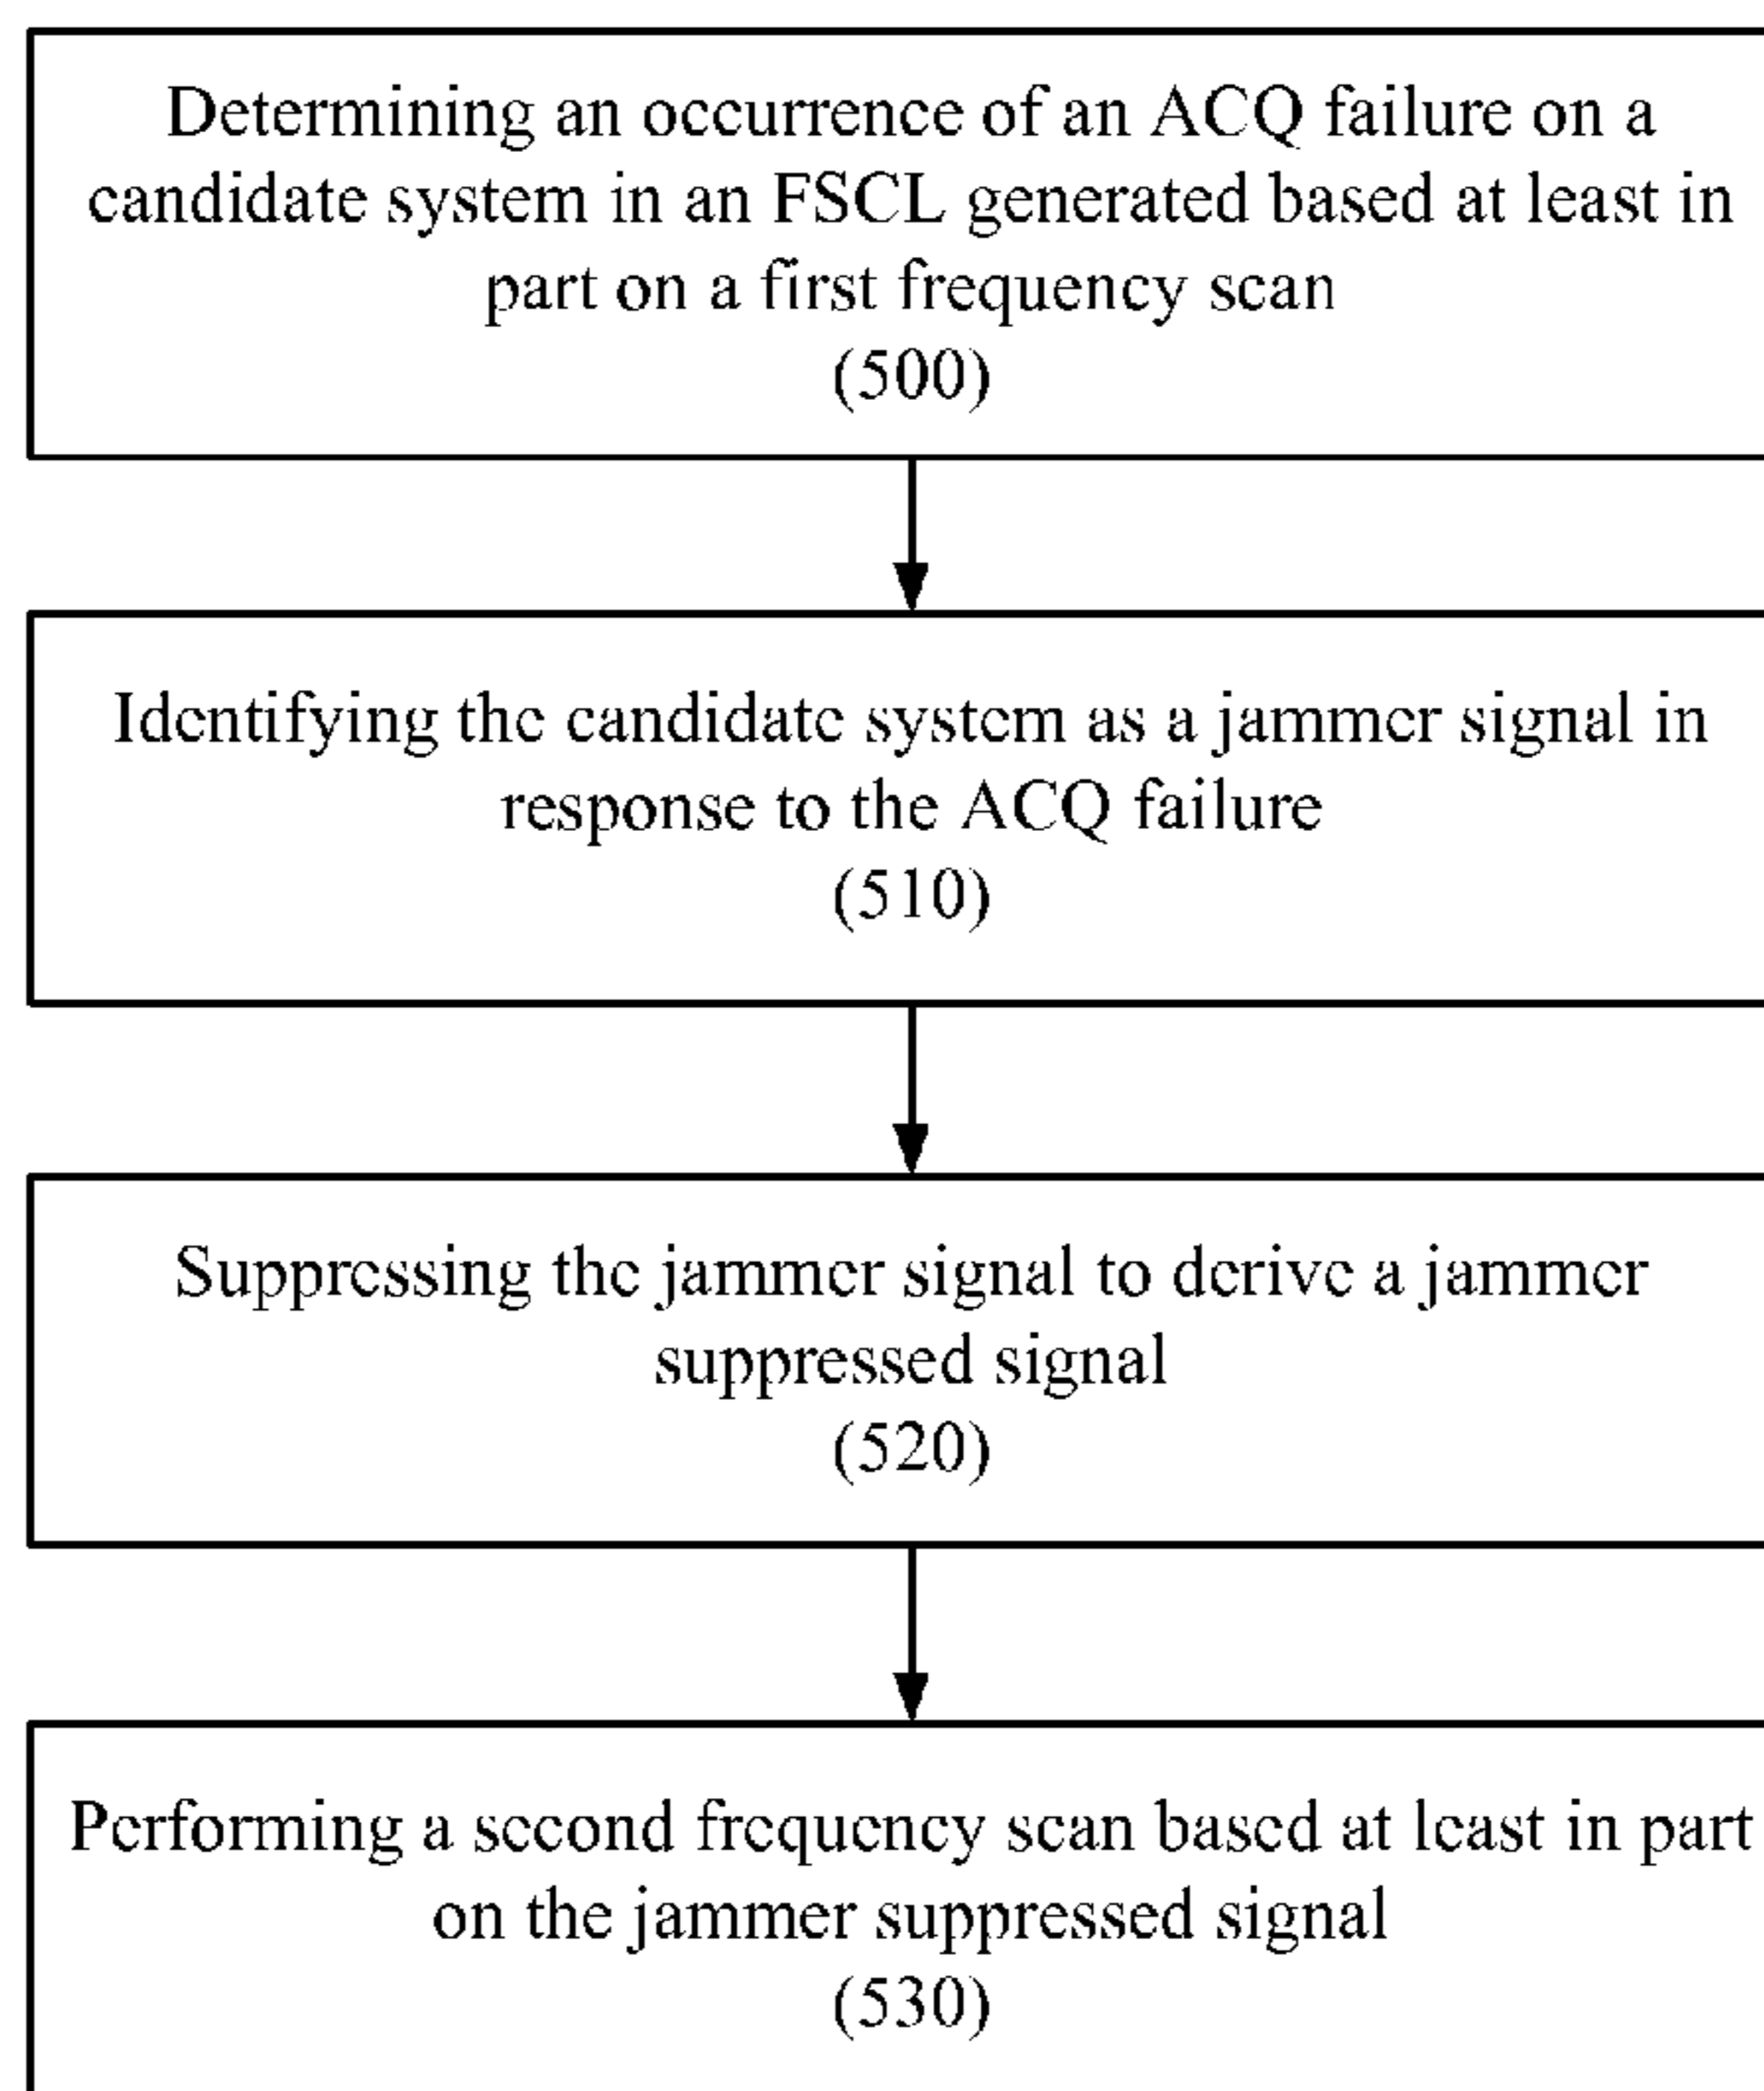 Determining an occurrence of an ACQ failure on a
candidate system in an FSCL generated based at least in
part on a first frequency scan
(500)
Identifying the candidate system as a jammer signal in
response to the ACQ failure
(510)
Suppressing the jammer signal to derive a jammer
suppressed signal
(520)
Performing a second frequency scan based at least in part
on the jammer suppressed signal
(530)